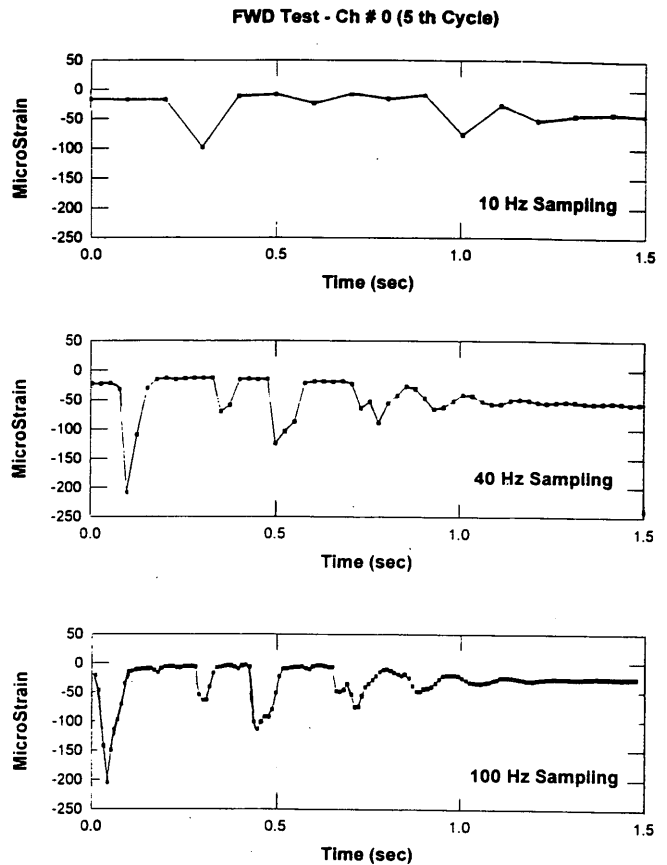 FWD Test - Ch # 0 (5 th Cycle)
50
0
-50
-100
-150
-200
-250
MicroStrain
10 Hz Sampling
0.0 0.5 1.0 1.5
Time (sec)
50
0
-50
-100
-150
-200
-250
MicroStrain
40 Hz Sampling
0.0 0.5 1.0 1.5
Time (sec)
50
0
-50
-100
-150
-200
-250
MicroStrain
100 Hz Sampling
0.0 0.5 1.0 1.5
Time (sec)